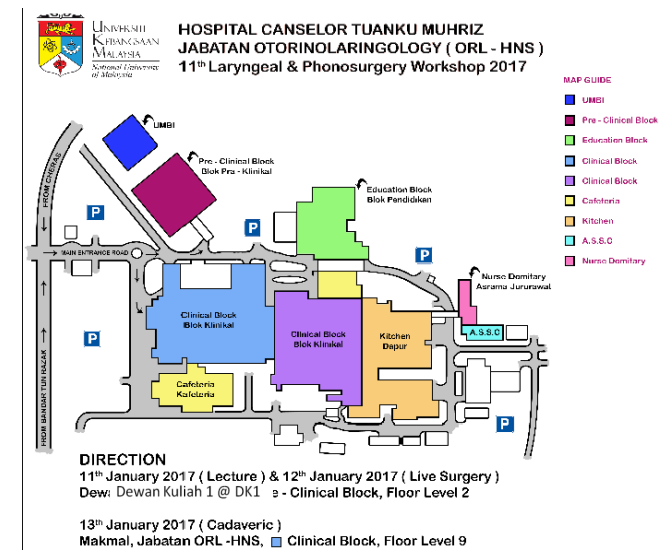 UNIVERSITI
KEBANGSAAN
MALAYSIA
National University
of Malaysia
HOSPITAL CANSELOR TUANKU MUHRIZ
JABATAN OTORINOLARINGOLOGY ( ORL - HNS )
11th Laryngeal & Phonosurgery Workshop 2017
MAP GUIDE
UMBI
Pre - Clinical Block
Education Block
Clinical Block
Clinical Block
Cafeteria
Kitchen
A.S.S.C
Nurse Domitary
UMBI
Pre - Clinical Block
Blok Pra - Klinikal
Education Block
Blok Pendidikan
FROM CHERAS
P
P
P
MAIN ENTRANCE ROAD
Nurse Domitary
Asrama Jururawat
Clinical Block
Blok Klinikal
Clinical Block
Blok Klinikal
Kitchen
Dapur
A.S.S.C
P
Cafeteria
Kafeteria
FROM BANDAR TUN RAZAK
P
DIRECTION
11th January 2017 ( Lecture ) & 12th January 2017 ( Live Surgery )
Dewan Kuliah 1 @ DK1 e - Clinical Block, Floor Level 2
13th January 2017 ( Cadaveric )
Makmal, Jabatan ORL -HNS, Clinical Block, Floor Level 9